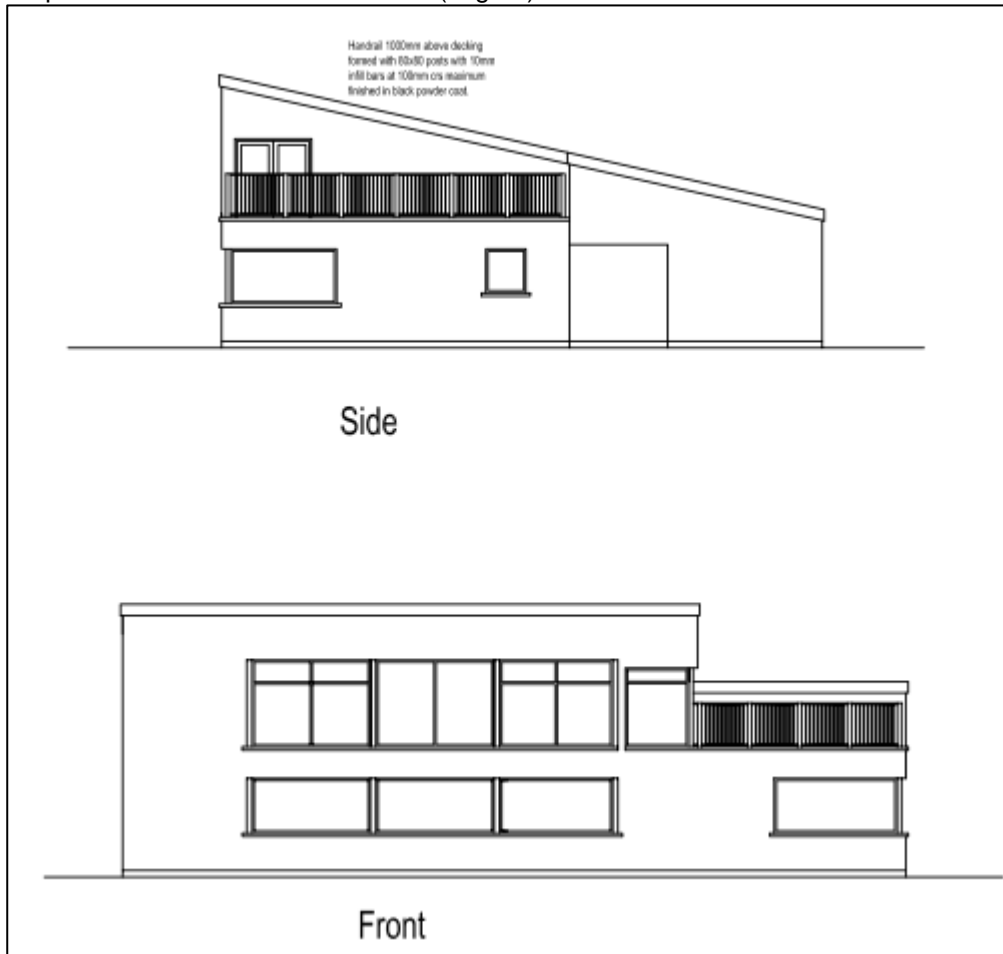 Handrail 1000mm above decking
formed with 80x80 posts with 10mm
infill bars at 100mm crs maximum
finished in black powder coat.
Side
Front